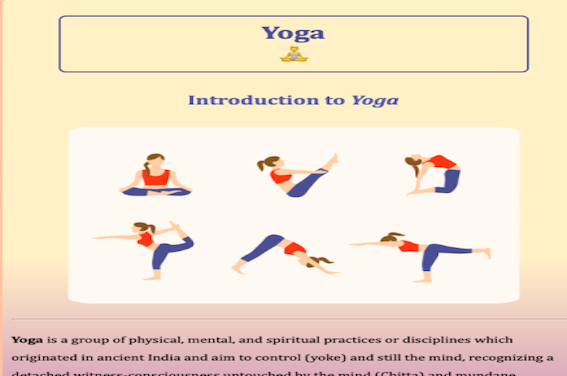 Yoga
Introduction to Yoga
Yoga is a group of physical, mental, and spiritual practices or disciplines which
originated in ancient India and aim to control (yoke) and still the mind, recognizing a
detached witness-consciousness untouched by the mind (Chitta) and mundane